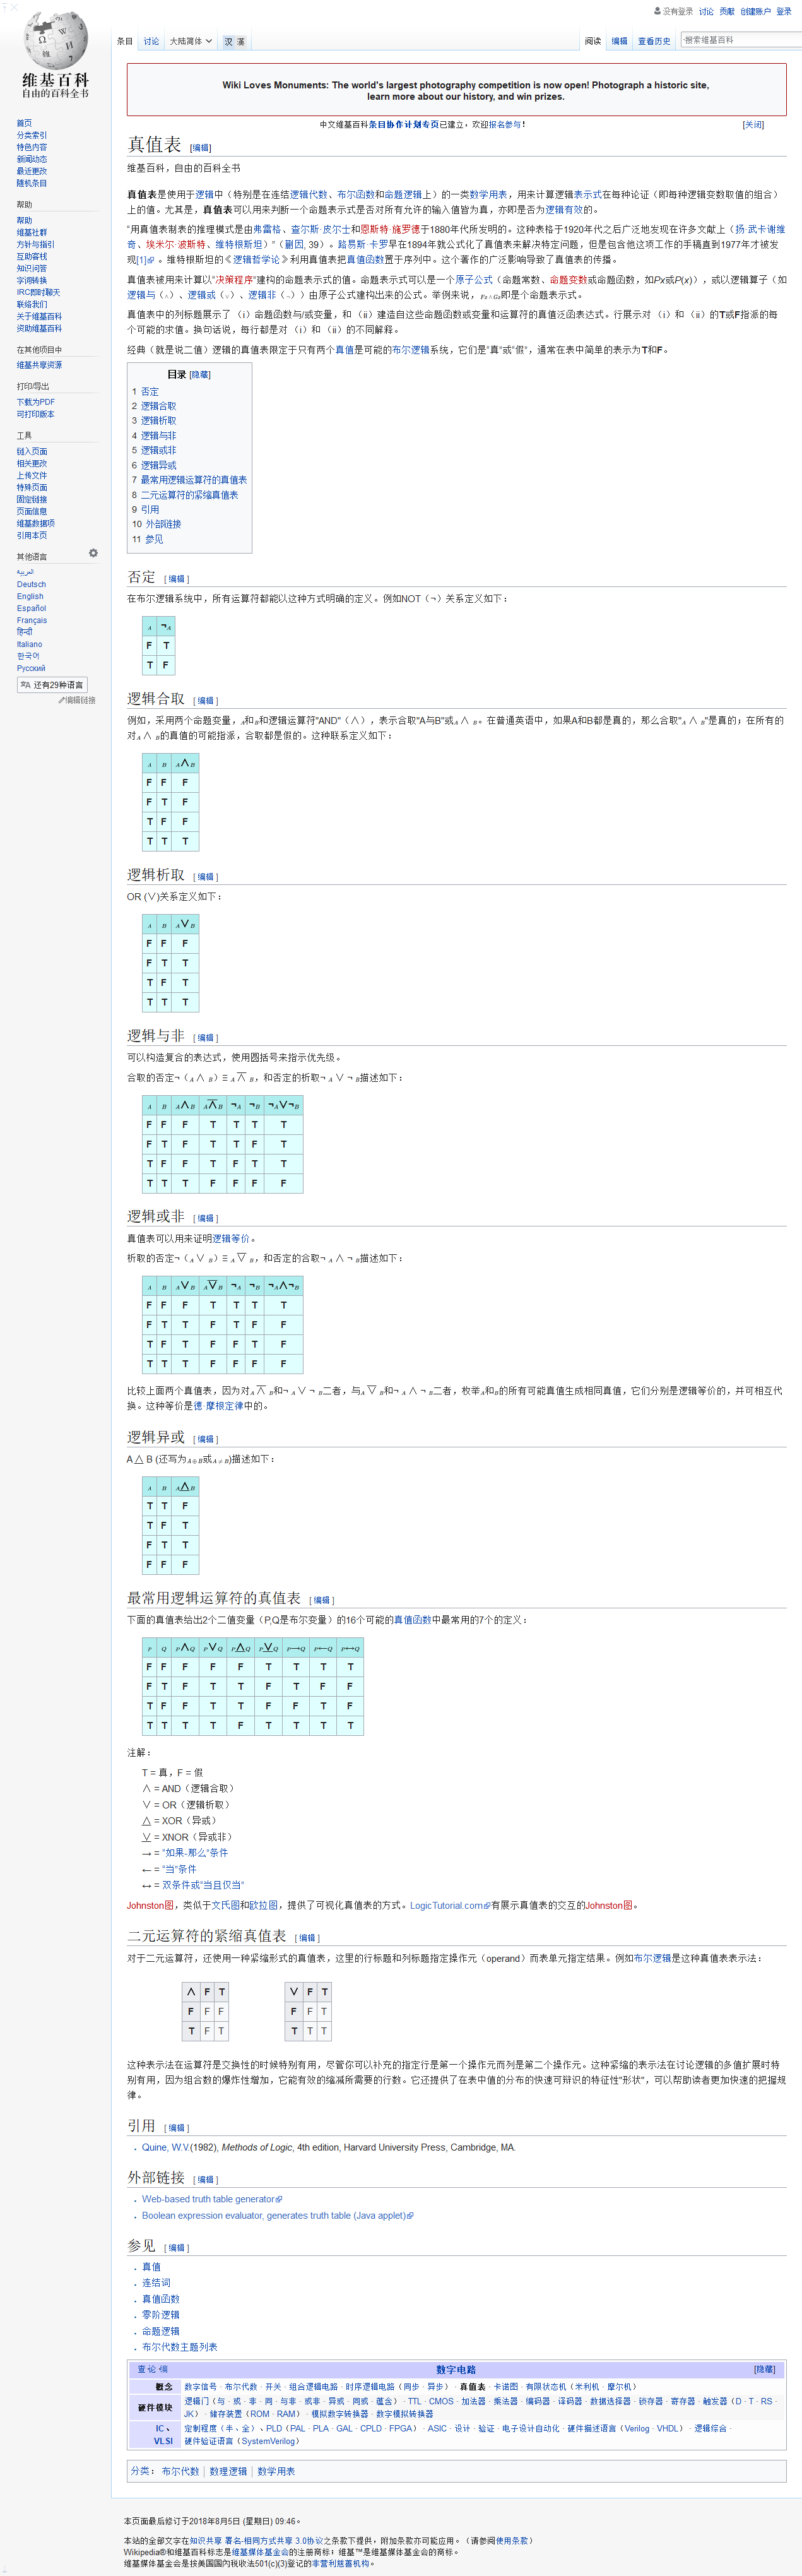 没有登录 讨论 贡献 创建账户 登录
条目 讨论 大陆简体 汉 漢 阅读 编辑 查看历史 搜索维基百科
维基百科
自由的百科全书
首页
分类索引
特色内容
新闻动态
最近更改
随机条目
帮助
帮助
维基社群
方针与指引
互助客栈
知识问答
字词转换
IRC即时聊天
联络我们
关于维基百科
资助维基百科
在其他项目中
维基共享资源
打印/导出
下载为PDF
可打印版本
工具
链入页面
相关更改
上传文件
特殊页面
固定链接
页面信息
维基数据项
引用本页
其他语言
العربية
Deutsch
English
Español
Français
हिन्दी
Italiano
한국어
Русский
还有29种语言
编辑链接
Wiki Loves Monuments: The world's largest photography competition is now open! Photograph a historic site,
learn more about our history, and win prizes.
中文维基百科条目协作计划专页已建立，欢迎报名参与！ [关闭]
真值表 [编辑]
维基百科，自由的百科全书
真值表是使用于逻辑中（特别是在连结逻辑代数、布尔函数和命题逻辑上）的一类数学用表，用来计算逻辑表示式在每种论证（即每种逻辑变数取值的组合）
上的值。尤其是，真值表可以用来判断一个命题表示式是否对所有允许的输入值皆为真，亦即是否为逻辑有效的。
“用真值表制表的推理模式是由弗雷格、查尔斯·皮尔士和恩斯特·施罗德于1880年代所发明的。这种表格于1920年代之后广泛地发现在许多文献上（扬·武卡谢维
奇、埃米尔·波斯特、维特根斯坦）”（蒯因, 39）。路易斯·卡罗早在1894年就公式化了真值表来解决特定问题，但是包含他这项工作的手稿直到1977年才被发
现[1]。维特根斯坦的《逻辑哲学论》利用真值表把真值函数置于序列中。这个著作的广泛影响导致了真值表的传播。
真值表被用来计算以“决策程序”建构的命题表示式的值。命题表示式可以是一个原子公式（命题常数、命题变数或命题函数，如Px或P(x)），或以逻辑算子（如
逻辑与（∧）、逻辑或（∨）、逻辑非（¬））由原子公式建构出来的公式。举例来说，Fx∧Gx即是个命题表示式。
真值表中的列标题展示了（i）命题函数与/或变量，和（ii）建造自这些命题函数或变量和运算符的真值泛函表达式。行展示对（i）和（ii）的T或F指派的每
个可能的求值。换句话说，每行都是对（i）和（ii）的不同解释。
经典（就是说二值）逻辑的真值表限定于只有两个真值是可能的布尔逻辑系统，它们是“真”或“假”，通常在表中简单的表示为T和F。
目录 [隐藏]
1 否定
2 逻辑合取
3 逻辑析取
4 逻辑与非
5 逻辑或非
6 逻辑异或
7 最常用逻辑运算符的真值表
8 二元运算符的紧缩真值表
9 引用
10 外部链接
11 参见
否定 [编辑]
在布尔逻辑系统中，所有运算符都能以这种方式明确的定义。例如NOT（¬）关系定义如下：
A ¬A
F T
T F
逻辑合取 [编辑]
例如，采用两个命题变量，A和B和逻辑运算符"AND"（∧），表示合取"A与B"或A ∧ B。在普通英语中，如果A和B都是真的，那么合取"A ∧ B"是真的；在所有的
对A ∧ B的真值的可能指派，合取都是假的。这种联系定义如下：
A B A∧B
F F F
F T F
T F F
T T T
逻辑析取 [编辑]
OR (∨)关系定义如下：
A B A∨B
F F F
F T T
T F T
T T T
逻辑与非 [编辑]
可以构造复合的表达式，使用圆括号来指示优先级。
合取的否定¬（A ∧ B）≡ A ⊼ B，和否定的析取¬ A ∨ ¬ B描述如下：
A B A∧B A⊼B ¬A ¬B ¬A∨¬B
F F F T T T T
F T F T T F T
T F F T F T T
T T T F F F F
逻辑或非 [编辑]
真值表可以用来证明逻辑等价。
析取的否定¬（A ∨ B）≡ A ⊽ B，和否定的合取¬ A ∧ ¬ B描述如下：
A B A∨B A⊽B ¬A ¬B ¬A∧¬B
F F F T T T T
F T T F T F F
T F T F F T F
T T T F F F F
比较上面两个真值表，因为对A ⊼ B和¬ A ∨ ¬ B二者，与A ⊽ B和¬ A ∧ ¬ B二者，枚举A和B的所有可能真值生成相同真值，它们分别是逻辑等价的，并可相互代
换。这种等价是德·摩根定律中的。
逻辑异或 [编辑]
A △ B (还写为A⊕B或A≠B)描述如下：
A B A△B
T T F
T F T
F T T
F F F
最常用逻辑运算符的真值表 [编辑]
下面的真值表给出2个二值变量（P,Q是布尔变量）的16个可能的真值函数中最常用的7个的定义：
P Q P∧Q P∨Q P△Q P⊻Q P→Q P←Q P↔Q
F F F F F T T T T
F T F T T F T F F
T F F T T F F T F
T T T T F T T T T
注解：
T = 真，F = 假
∧ = AND（逻辑合取）
∨ = OR（逻辑析取）
△ = XOR（异或）
⊻ = XNOR（异或非）
→ = “如果-那么”条件
← = “当”条件
↔ = 双条件或“当且仅当”
Johnston图，类似于文氏图和欧拉图，提供了可视化真值表的方式。LogicTutorial.com有展示真值表的交互的Johnston图。
二元运算符的紧缩真值表 [编辑]
对于二元运算符，还使用一种紧缩形式的真值表，这里的行标题和列标题指定操作元（operand）而表单元指定结果。例如布尔逻辑是这种真值表表示法：
∧ F T ∨ F T
F F F F F T
T F T T T T
这种表示法在运算符是交换性的时候特别有用，尽管你可以补充的指定行是第一个操作元而列是第二个操作元。这种紧缩的表示法在讨论逻辑的多值扩展时特
别有用，因为组合数的爆炸性增加，它能有效的缩减所需要的行数。它还提供了在表中值的分布的快速可辩识的特征性"形状"，可以帮助读者更加快速的把握规
律。
引用 [编辑]
Quine, W.V.(1982), Methods of Logic, 4th edition, Harvard University Press, Cambridge, MA.
外部链接 [编辑]
Web-based truth table generator
Boolean expression evaluator, generates truth table (Java applet)
参见 [编辑]
真值
连结词
真值函数
零阶逻辑
命题逻辑
布尔代数主题列表
查 论 编 数字电路 [隐藏]
概念 数字信号 · 布尔代数 · 开关 · 组合逻辑电路 · 时序逻辑电路（同步 · 异步） · 真值表 · 卡诺图 · 有限状态机（米利机 · 摩尔机）
硬件模块 逻辑门（与 · 或 · 非 · 同 · 与非 · 或非 · 异或 · 同或 · 蕴含） · TTL · CMOS · 加法器 · 乘法器 · 编码器 · 译码器 · 数据选择器 · 锁存器 · 寄存器 · 触发器（D · T · RS ·
JK） · 储存装置（ROM · RAM） · 模拟数字转换器 · 数字模拟转换器
IC、VLSI 定制程度（半、全）、PLD（PAL · PLA · GAL · CPLD · FPGA） · ASIC · 设计 · 验证 · 电子设计自动化 · 硬件描述语言（Verilog · VHDL） · 逻辑综合 ·
硬件验证语言（SystemVerilog）
分类： 布尔代数 数理逻辑 数学用表
本页面最后修订于2018年8月5日 (星期日) 09:46。
本站的全部文字在知识共享 署名-相同方式共享 3.0协议之条款下提供，附加条款亦可能应用。（请参阅使用条款）
Wikipedia®和维基百科标志是维基媒体基金会的注册商标；维基™是维基媒体基金会的商标。
维基媒体基金会是按美国国內税收法501(c)(3)登记的非营利慈善机构。